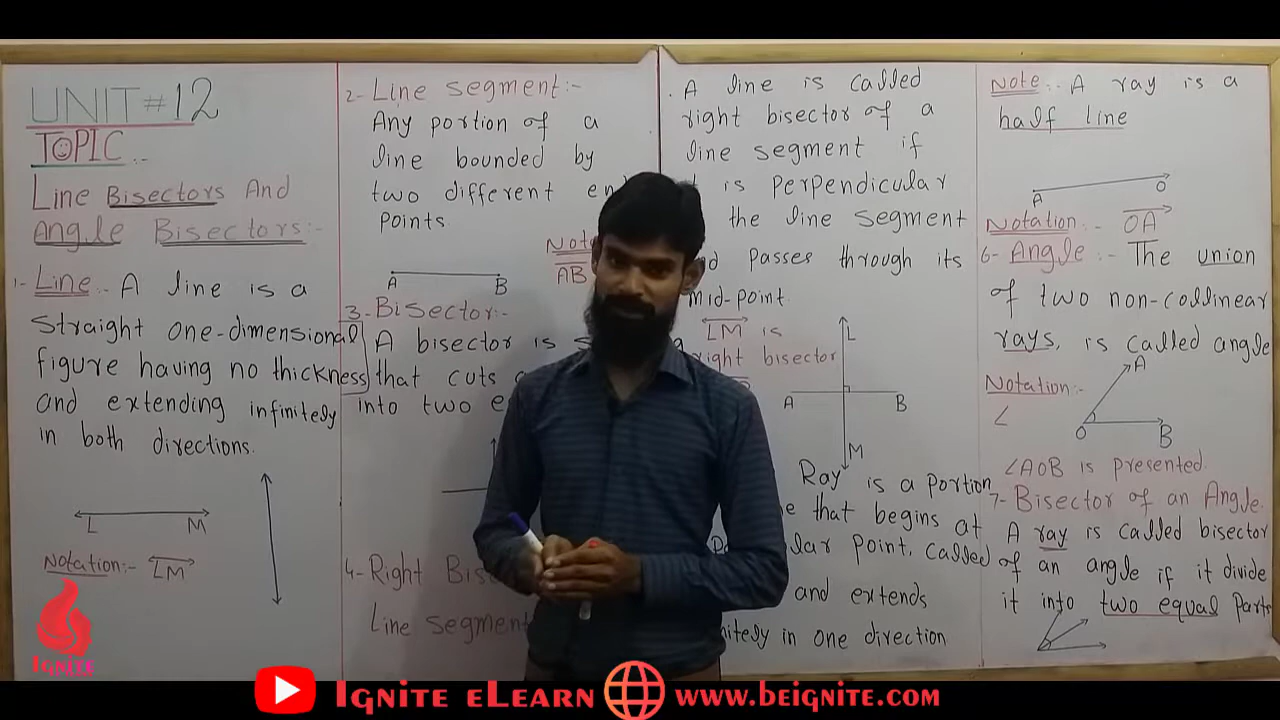 UNIT #12
TOPIC :-
Line Bisectors And
Angle Bisectors:-
1- Line:- A line is a
straight one-dimensional
figure having no thickness
and extending infinitely
in both directions.
L M
Notation:- LM
2- Line segment:-
Any portion of a
line bounded by
two different
points.
A B
AB
3- Bisector:-
A bisector is
that cuts
into two
4- Right
Line segment
A line is called
right bisector of a
line segment if
is Perpendicular
the line segment
passes through its
mid-point.
LM is
right bisector
L
A B
M
Ray is a portion
that begins at
point, called
and extends
in one direction
Note:- A ray is a
half line
A O
Notation:- OA
6- Angle:- The union
of two non-collinear
rays, is called angle
Notation:-
∠
A
O B
∠AOB is presented.
7- Bisector of an Angle.
A ray is called bisector
of an angle if it divide
it into two equal Parts
IGNITE
IGNITE ELEARN www.beignite.com